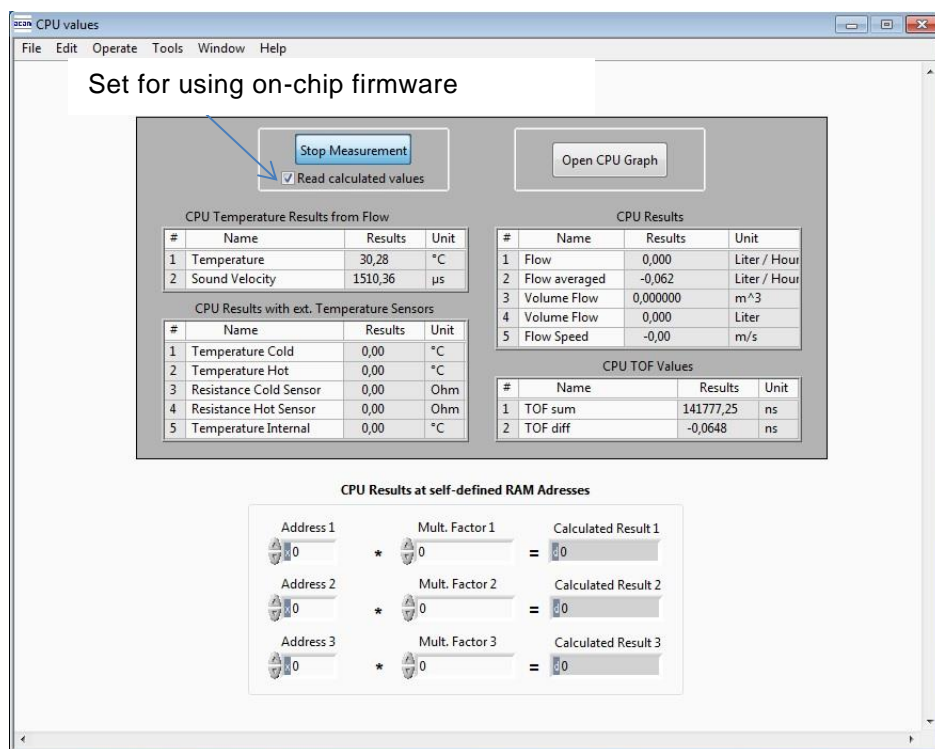 acan CPU values
File Edit Operate Tools Window Help
Set for using on-chip firmware
Stop Measurement
Read calculated values
Open CPU Graph
CPU Temperature Results from Flow
# Name Results Unit
1 Temperature 30,28 °C
2 Sound Velocity 1510,36 µs
CPU Results with ext. Temperature Sensors
# Name Results Unit
1 Temperature Cold 0,00 °C
2 Temperature Hot 0,00 °C
3 Resistance Cold Sensor 0,00 Ohm
4 Resistance Hot Sensor 0,00 Ohm
5 Temperature Internal 0,00 °C
CPU Results
# Name Results Unit
1 Flow 0,000 Liter / Hour
2 Flow averaged -0,062 Liter / Hour
3 Volume Flow 0,000000 m^3
4 Volume Flow 0,000 Liter
5 Flow Speed -0,00 m/s
CPU TOF Values
# Name Results Unit
1 TOF sum 141777,25 ns
2 TOF diff -0,0648 ns
CPU Results at self-defined RAM Adresses
Address 1 Mult. Factor 1 Calculated Result 1
x 0 * 0 = d 0
Address 2 Mult. Factor 2 Calculated Result 2
x 0 * 0 = d 0
Address 3 Mult. Factor 3 Calculated Result 3
x 0 * 0 = d 0